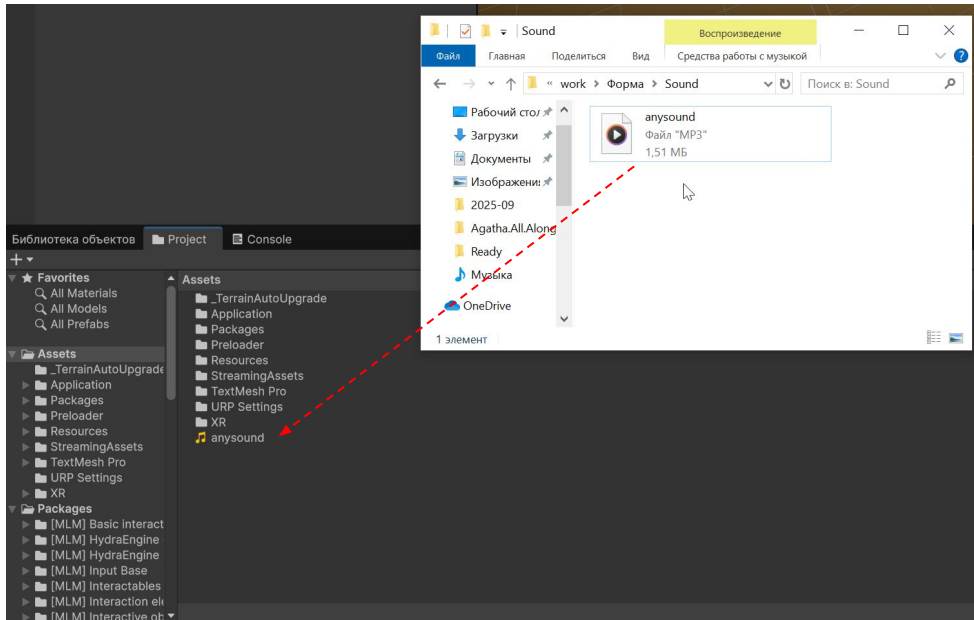 Sound
Воспроизведение
Файл
Главная
Поделиться
Вид
Средства работы с музыкой
« work > Форма > Sound
Поиск в: Sound
Рабочий стол
Загрузки
Документы
Изображения
2025-09
Agatha.All.Along
Ready
Музыка
OneDrive
anysound
Файл "MP3"
1,51 МБ
1 элемент
Библиотека объектов
Project
Console
Favorites
All Materials
All Models
All Prefabs
Assets
_TerrainAutoUpgrade
Application
Packages
Preloader
Resources
StreamingAssets
TextMesh Pro
URP Settings
XR
Packages
[MLM] Basic interact
[MLM] HydraEngine
[MLM] HydraEngine
[MLM] Input Base
[MLM] Interactables
[MLM] Interaction ele
[MLM] Interactive ob
Assets
_TerrainAutoUpgrade
Application
Packages
Preloader
Resources
StreamingAssets
TextMesh Pro
URP Settings
XR
anysound